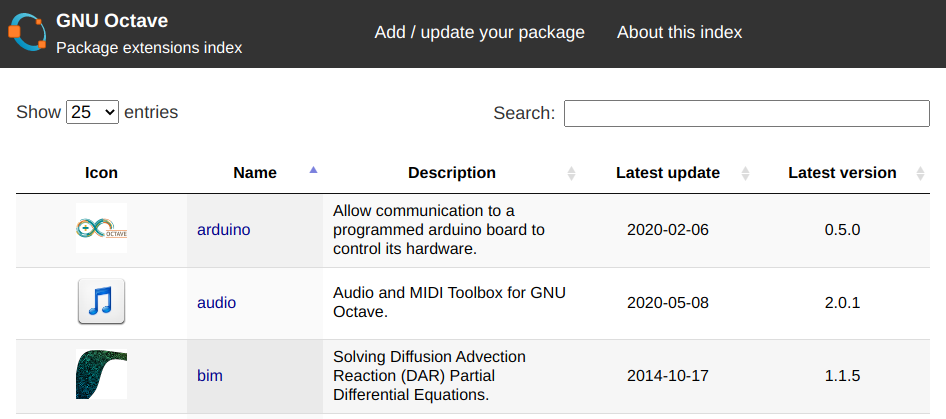 GNU Octave
Package extensions index
Add / update your package
About this index
Show 25 entries
Search:
Icon Name Description Latest update Latest version
OCTAVE
arduino
Allow communication to a
programmed arduino board to
control its hardware.
2020-02-06
0.5.0
audio
Audio and MIDI Toolbox for GNU
Octave.
2020-05-08
2.0.1
bim
Solving Diffusion Advection
Reaction (DAR) Partial
Differential Equations.
2014-10-17
1.1.5